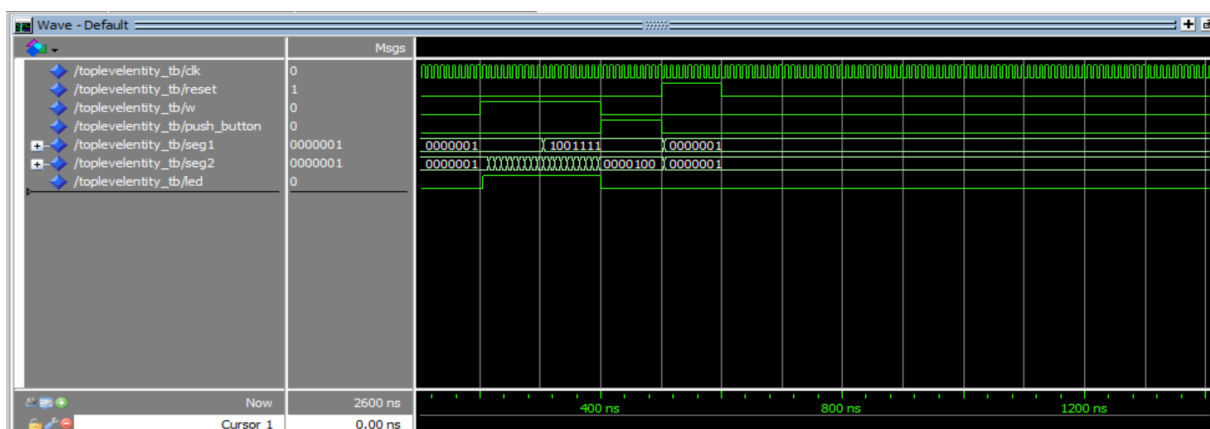 Wave - Default
Msgs
/toplevelentity_tb/clk 0
/toplevelentity_tb/reset 1
/toplevelentity_tb/w 0
/toplevelentity_tb/push_button 0
/toplevelentity_tb/seg1 0000001 0000001 1001111 0000001
/toplevelentity_tb/seg2 0000001 0000001 0000100 0000001
/toplevelentity_tb/led 0
Now 2600 ns 400 ns 800 ns 1200 ns
Cursor 1 0.00 ns